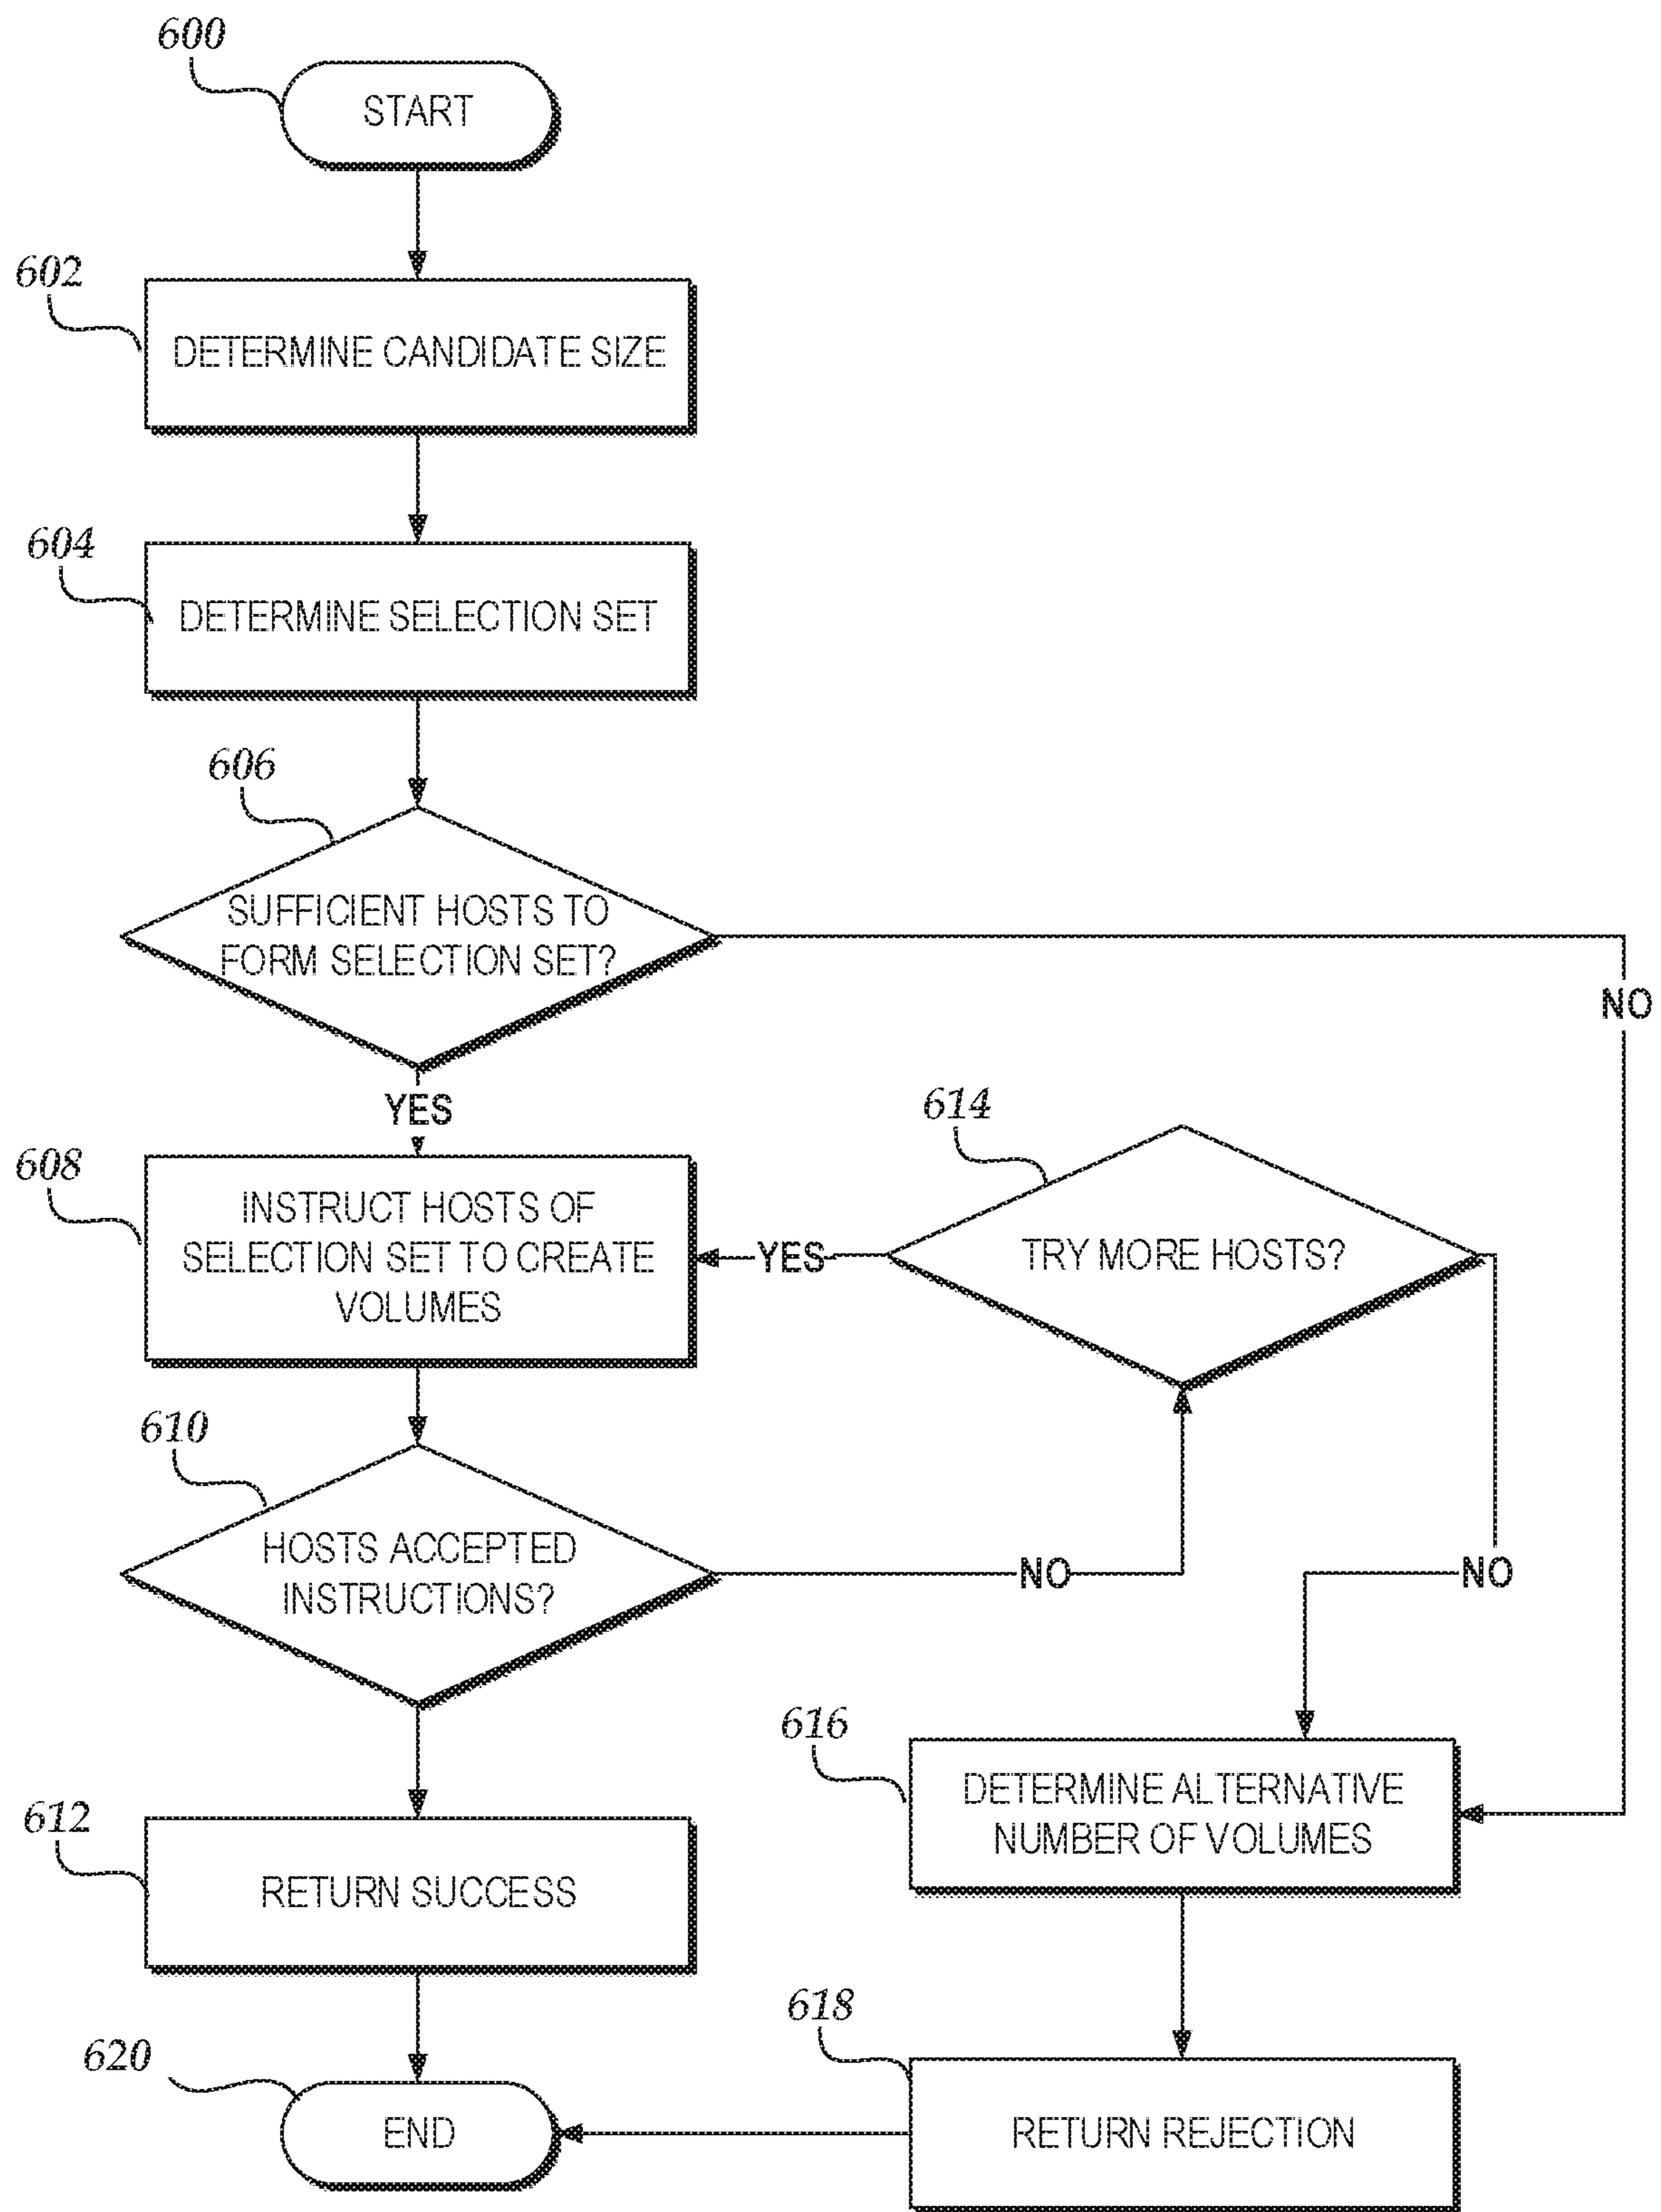 600
START
602
DETERMINE CANDIDATE SIZE
604
DETERMINE SELECTION SET
606
SUFFICIENT HOSTS TO
FORM SELECTION SET?
NO
YES
614
608
INSTRUCT HOSTS OF
SELECTION SET TO CREATE
VOLUMES
YES
TRY MORE HOSTS?
610
HOSTS ACCEPTED
INSTRUCTIONS?
NO
NO
616
DETERMINE ALTERNATIVE
NUMBER OF VOLUMES
612
RETURN SUCCESS
618
620
END
RETURN REJECTION